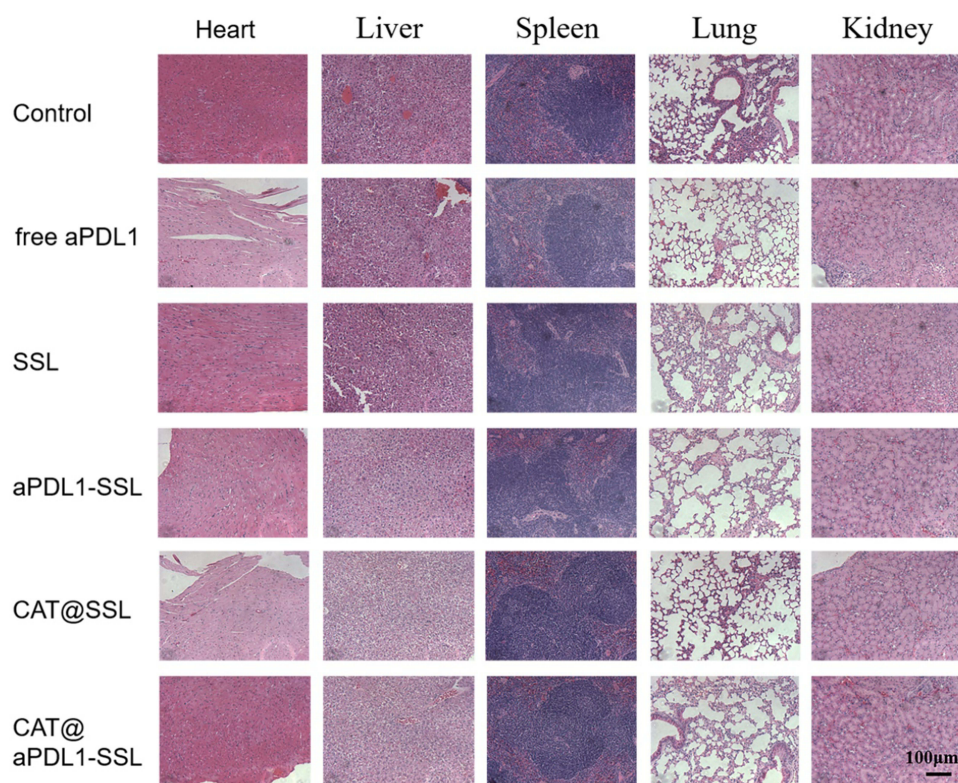 Heart Liver Spleen Lung Kidney
Control
free aPDL1
SSL
aPDL1-SSL
CAT@SSL
CAT@
aPDL1-SSL
100μm